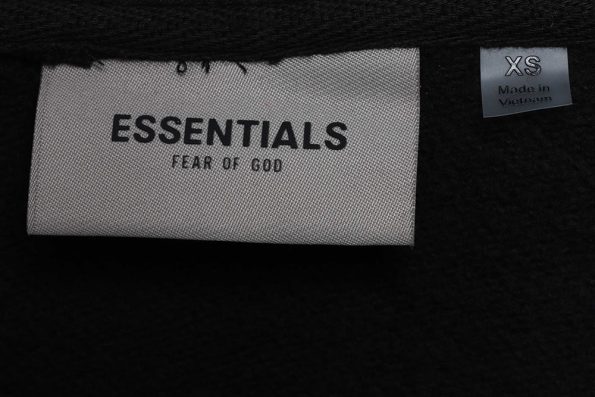 ESSENTIALS
FEAR OF GOD
XS
Made in
Vietnam